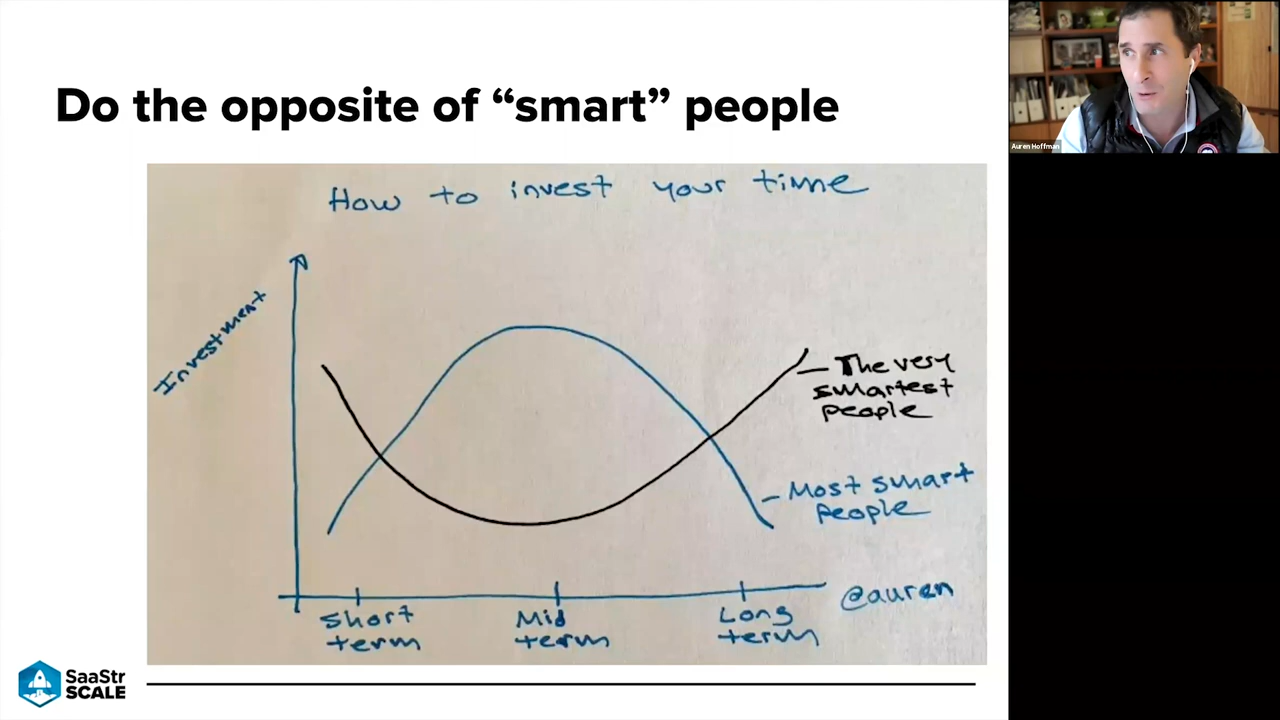 Do the opposite of “smart” people
Auren Hoffman
How to invest your time
Investment
The very
smartest
people
Most smart
people
Short
term
Mid
term
Long
term
@auren
SaaStr
SCALE